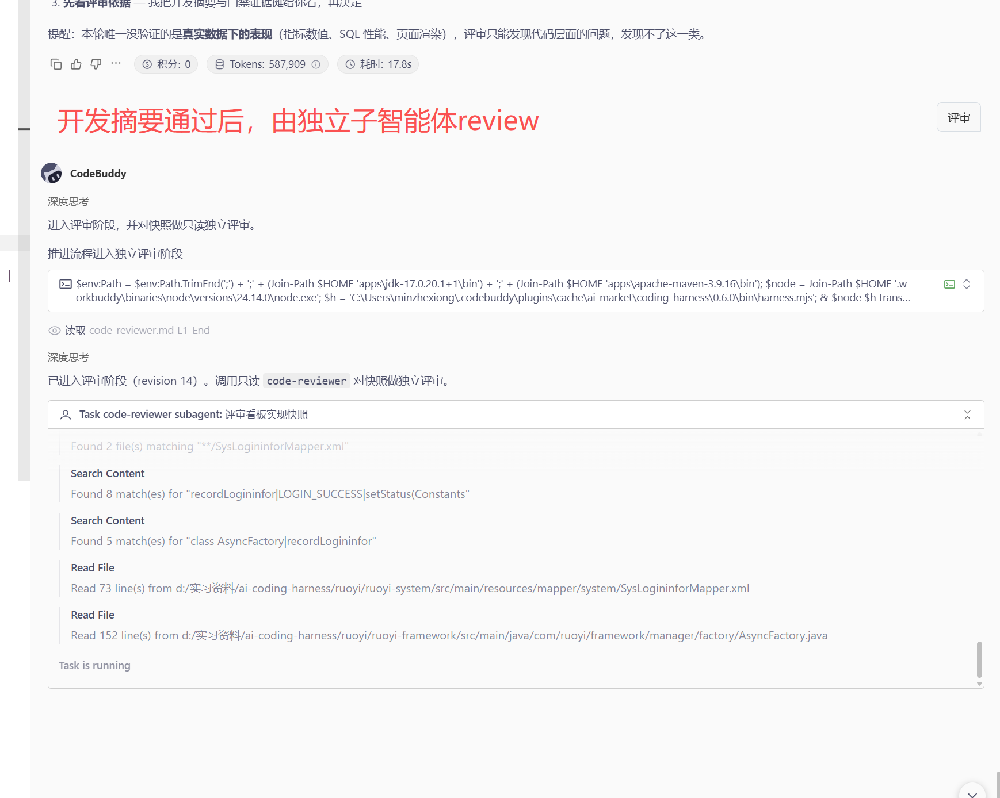 3. 先看评审依据 — 我把开发摘要与门禁证据摊给你看，再决定
提醒：本轮唯一没验证的是真实数据下的表现（指标数值、SQL 性能、页面渲染），评审只能发现代码层面的问题，发现不了这一类。
积分: 0 Tokens: 587,909 耗时: 17.8s
开发摘要通过后，由独立子智能体review
评审
CodeBuddy
深度思考
进入评审阶段，并对快照做只读独立评审。
推进流程进入独立评审阶段
$env:Path = $env:Path.TrimEnd(';') + ';' + (Join-Path $HOME 'apps\jdk-17.0.20.1+1\bin') + ';' + (Join-Path $HOME 'apps\apache-maven-3.9.16\bin'); $node = Join-Path $HOME '.w
orkbuddy\binaries\node\versions\24.14.0\node.exe'; $h = 'C:\Users\minzhexiong\.codebuddy\plugins\cache\ai-market\coding-harness\0.6.0\bin\harness.mjs'; & $node $h trans...
读取 code-reviewer.md L1-End
深度思考
已进入评审阶段（revision 14）。调用只读 code-reviewer 对快照做独立评审。
Task code-reviewer subagent: 评审看板实现快照
Found 2 file(s) matching "**/SysLogininforMapper.xml"
Search Content
Found 8 match(es) for "recordLogininfor|LOGIN_SUCCESS|setStatus(Constants"
Search Content
Found 5 match(es) for "class AsyncFactory|recordLogininfor"
Read File
Read 73 line(s) from d:/实习资料/ai-coding-harness/ruoyi/ruoyi-system/src/main/resources/mapper/system/SysLogininforMapper.xml
Read File
Read 152 line(s) from d:/实习资料/ai-coding-harness/ruoyi/ruoyi-framework/src/main/java/com/ruoyi/framework/manager/factory/AsyncFactory.java
Task is running